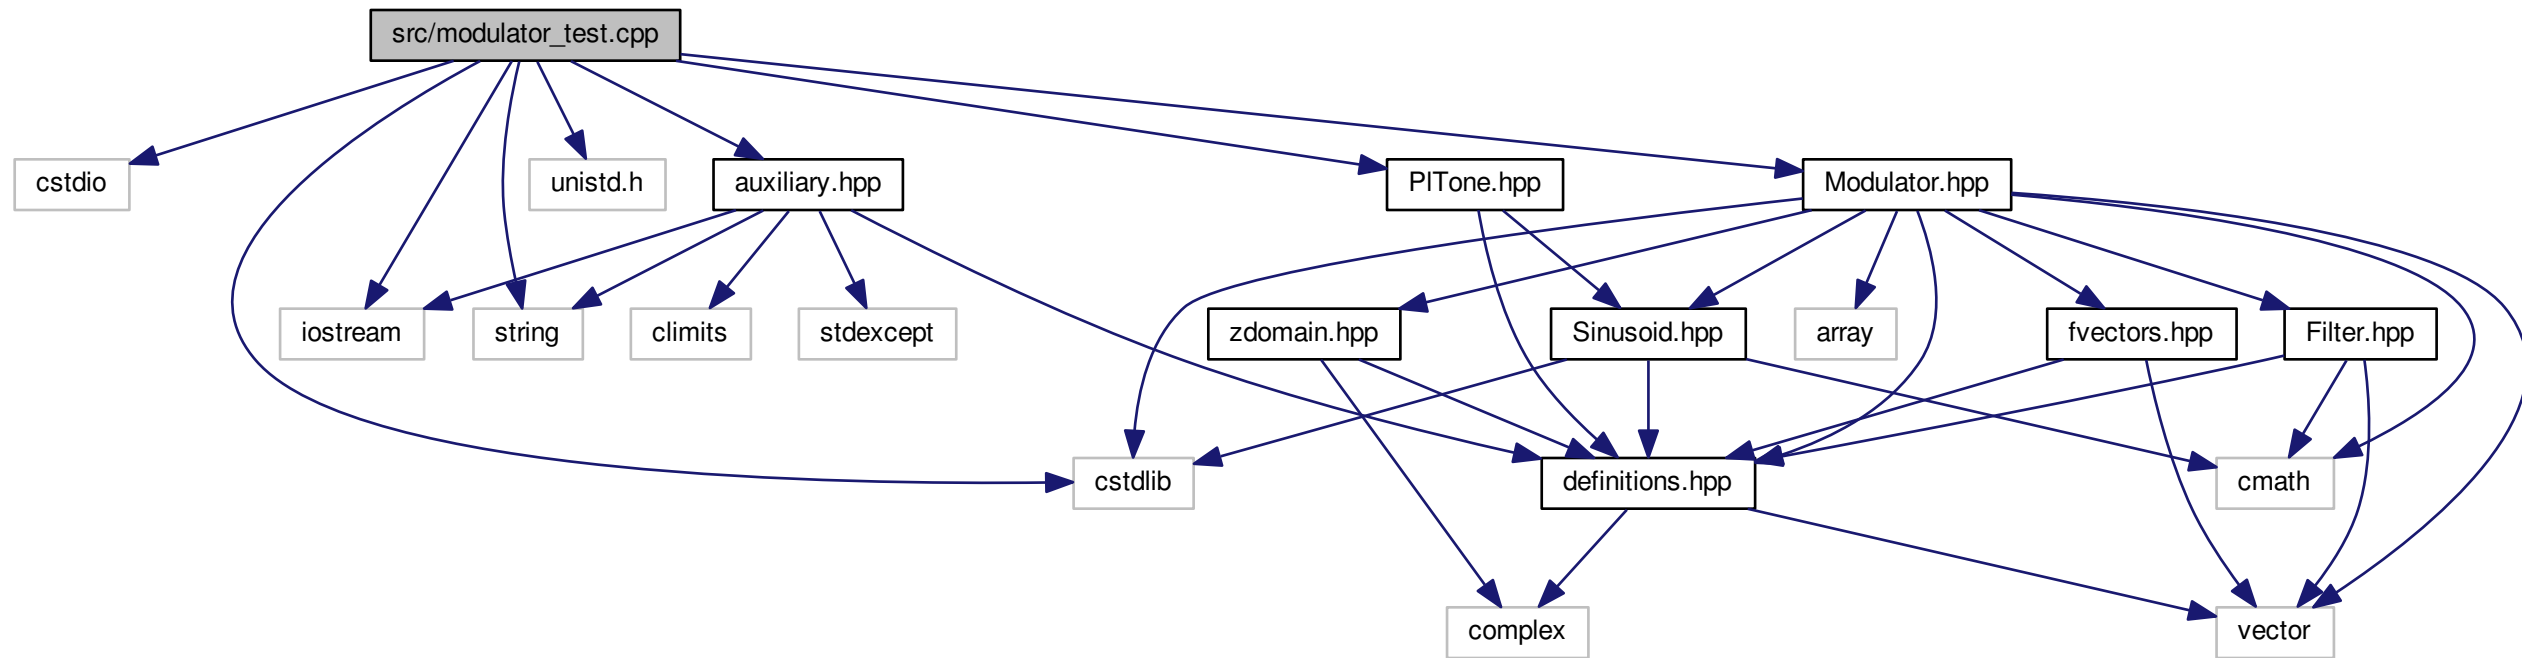 src/modulator_test.cpp
cstdio
unistd.h
auxiliary.hpp
PlTone.hpp
Modulator.hpp
iostream
string
climits
stdexcept
zdomain.hpp
Sinusoid.hpp
array
fvectors.hpp
Filter.hpp
cstdlib
definitions.hpp
cmath
complex
vector